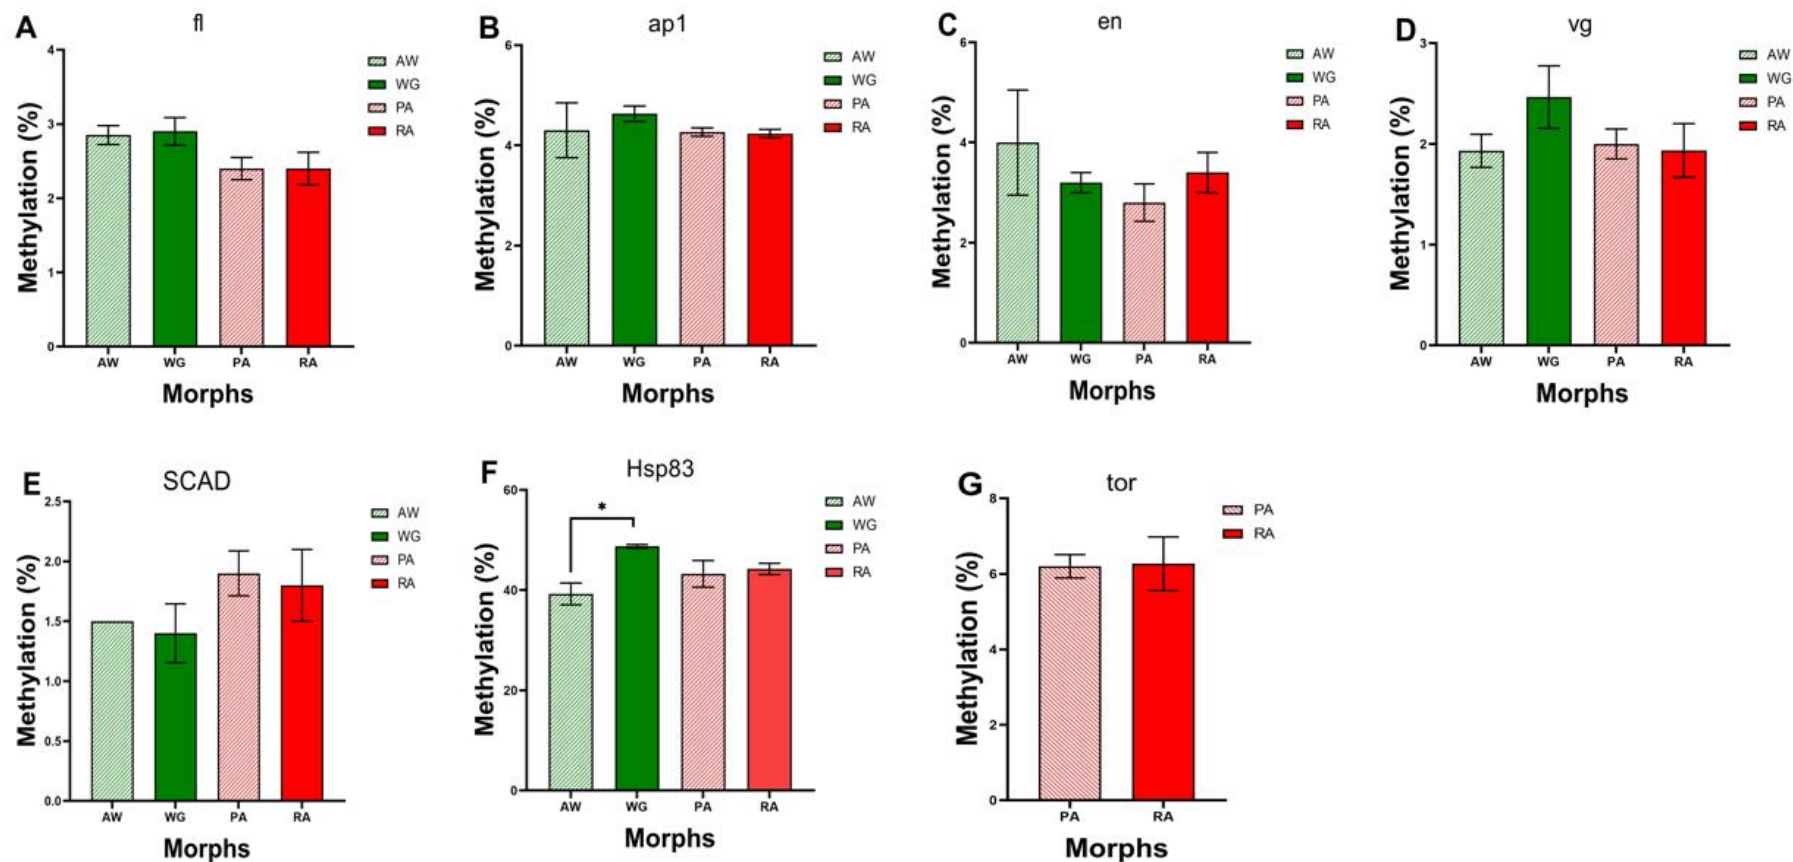 A
fl
Methylation (%)
4
3
2
1
0
AW WG PA RA
Morphs
AW
WG
PA
RA
B
ap1
Methylation (%)
6
4
2
0
AW WG PA RA
Morphs
AW
WG
PA
RA
C
en
Methylation (%)
6
4
2
0
AW WG PA RA
Morphs
AW
WG
PA
RA
D
vg
Methylation (%)
3
2
1
0
AW WG PA RA
Morphs
AW
WG
PA
RA
E
SCAD
Methylation (%)
2.5
2.0
1.5
1.0
0.5
0.0
AW WG PA RA
Morphs
AW
WG
PA
RA
F
Hsp83
Methylation (%)
60
40
20
0
*
AW WG PA RA
Morphs
AW
WG
PA
RA
G
tor
Methylation (%)
8
6
4
2
0
PA RA
Morphs
PA
RA